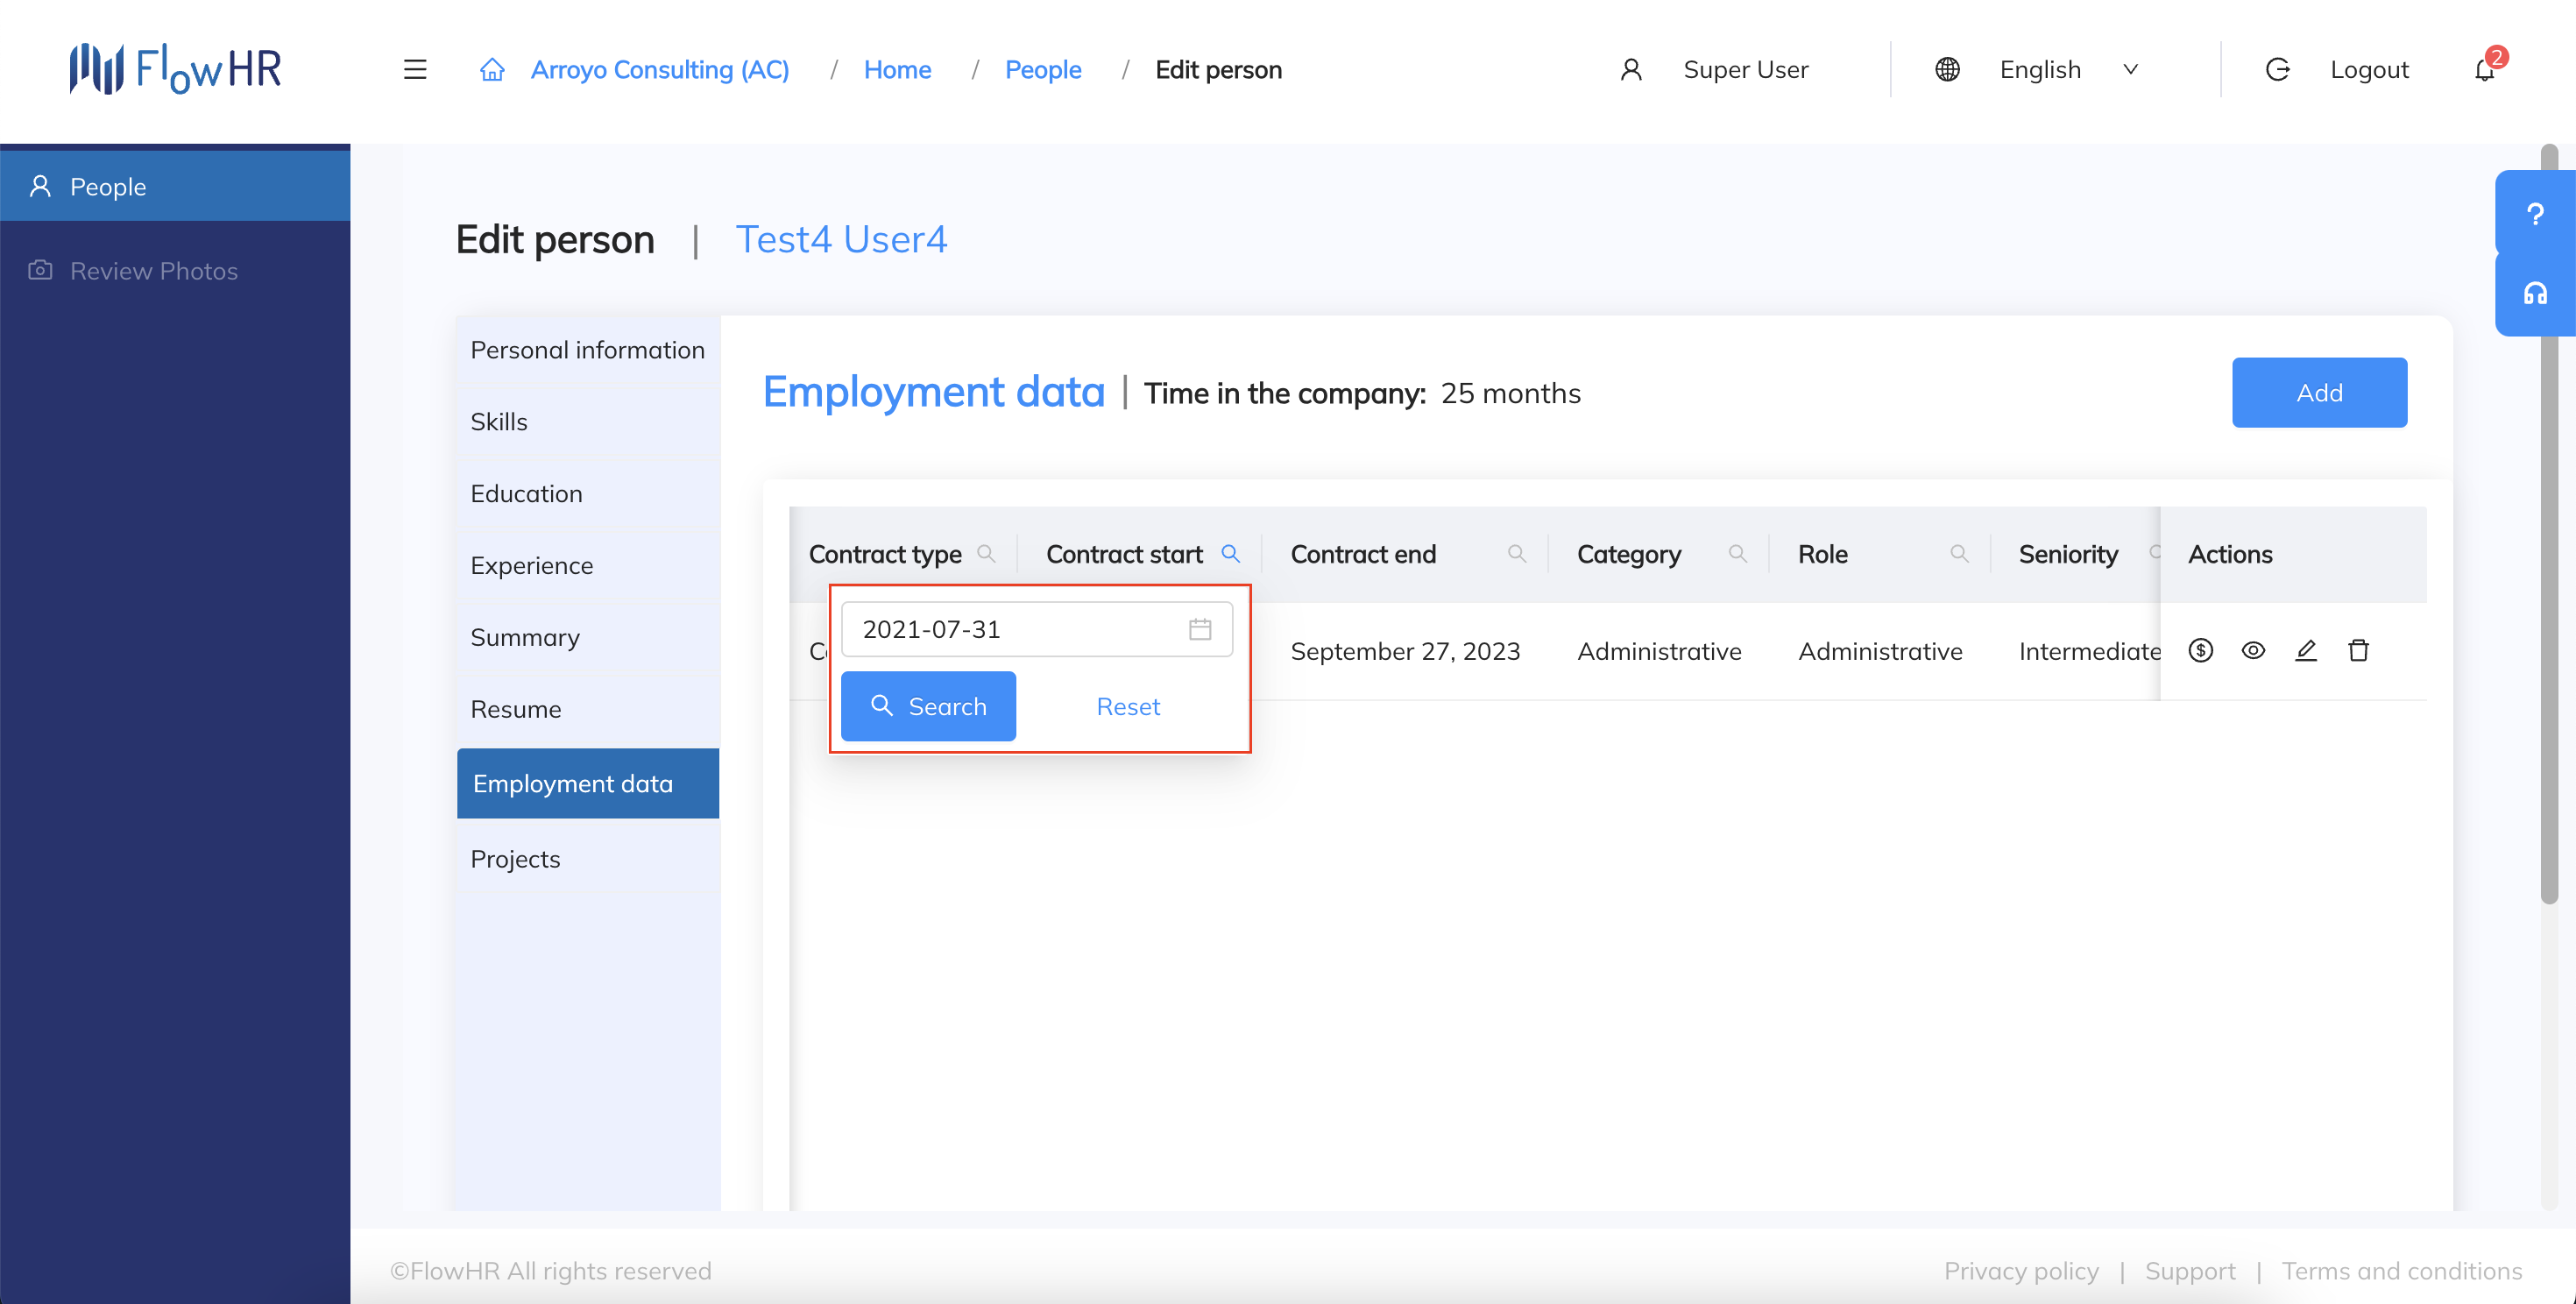 FlowHR
Arroyo Consulting (AC) / Home / People / Edit person
Super User
English
Logout
2
People
Review Photos
Edit person | Test4 User4
?
Personal information
Skills
Education
Experience
Summary
Resume
Employment data
Projects
Employment data | Time in the company: 25 months
Add
Contract type Contract start Contract end Category Role Seniority Actions
2021-07-31
September 27, 2023 Administrative Administrative Intermediate
Search Reset
©FlowHR All rights reserved
Privacy policy | Support | Terms and conditions